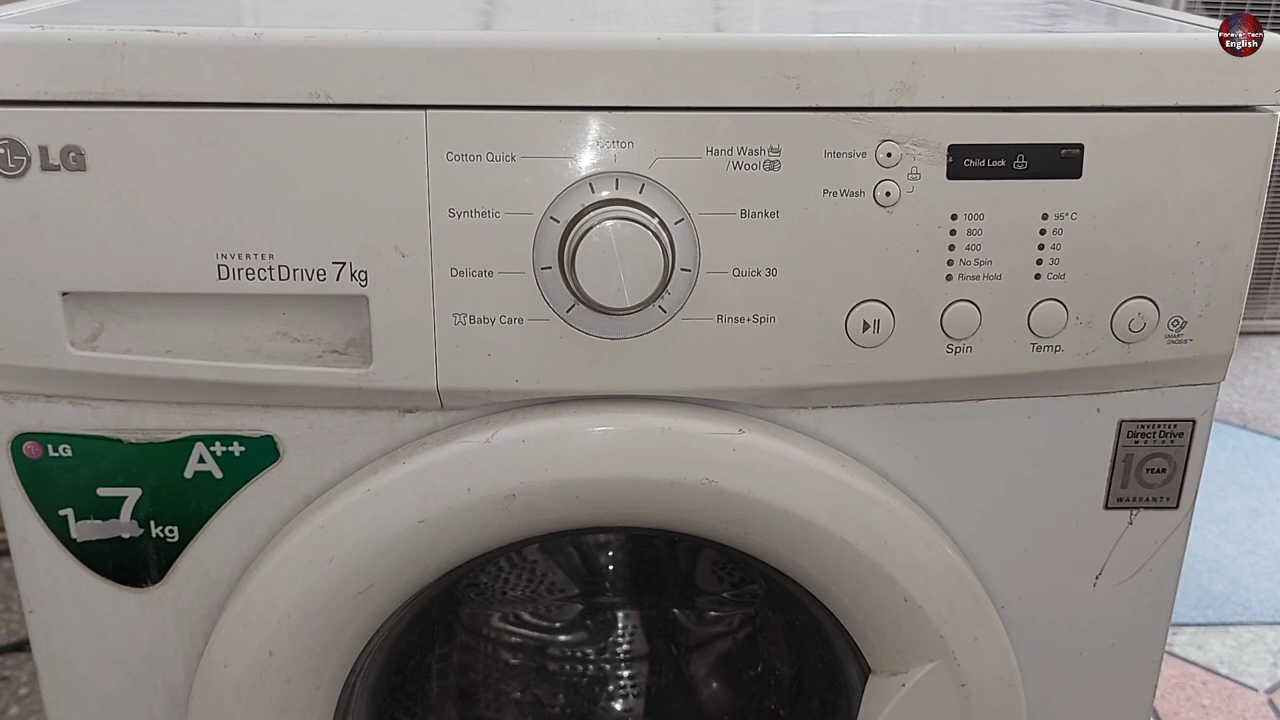 Forever Tech
English
LG
INVERTER
DirectDrive 7kg
Cotton Quick
Cotton
Hand Wash
/Wool
Synthetic
Blanket
Delicate
Quick 30
Baby Care
Rinse+Spin
Intensive
Pre Wash
Child Lock
1000
95°C
800
60
400
40
No Spin
30
Rinse Hold
Cold
Spin
Temp.
SMART
LG
A++
1 7 kg
INVERTER
Direct Drive
MOTOR
10 YEAR
WARRANTY